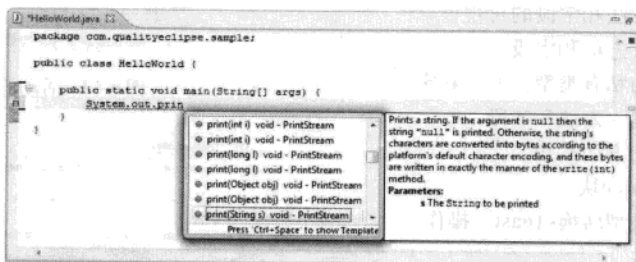 *HelloWorld.java
package com.qualityeclipse.sample;
public class HelloWorld {
public static void main(String[] args) {
System.out.prin
}
}
print(int i) void - PrintStream
print(int i) void - PrintStream
print(long l) void - PrintStream
print(long l) void - PrintStream
print(Object obj) void - PrintStream
print(Object obj) void - PrintStream
print(String s) void - PrintStream
Press 'Ctrl+Space' to show Template
Prints a string. If the argument is null then the
string "null" is printed. Otherwise, the string's
characters are converted into bytes according to the
platform's default character encoding, and these bytes
are written in exactly the manner of the write(int)
method.
Parameters:
s The String to be printed